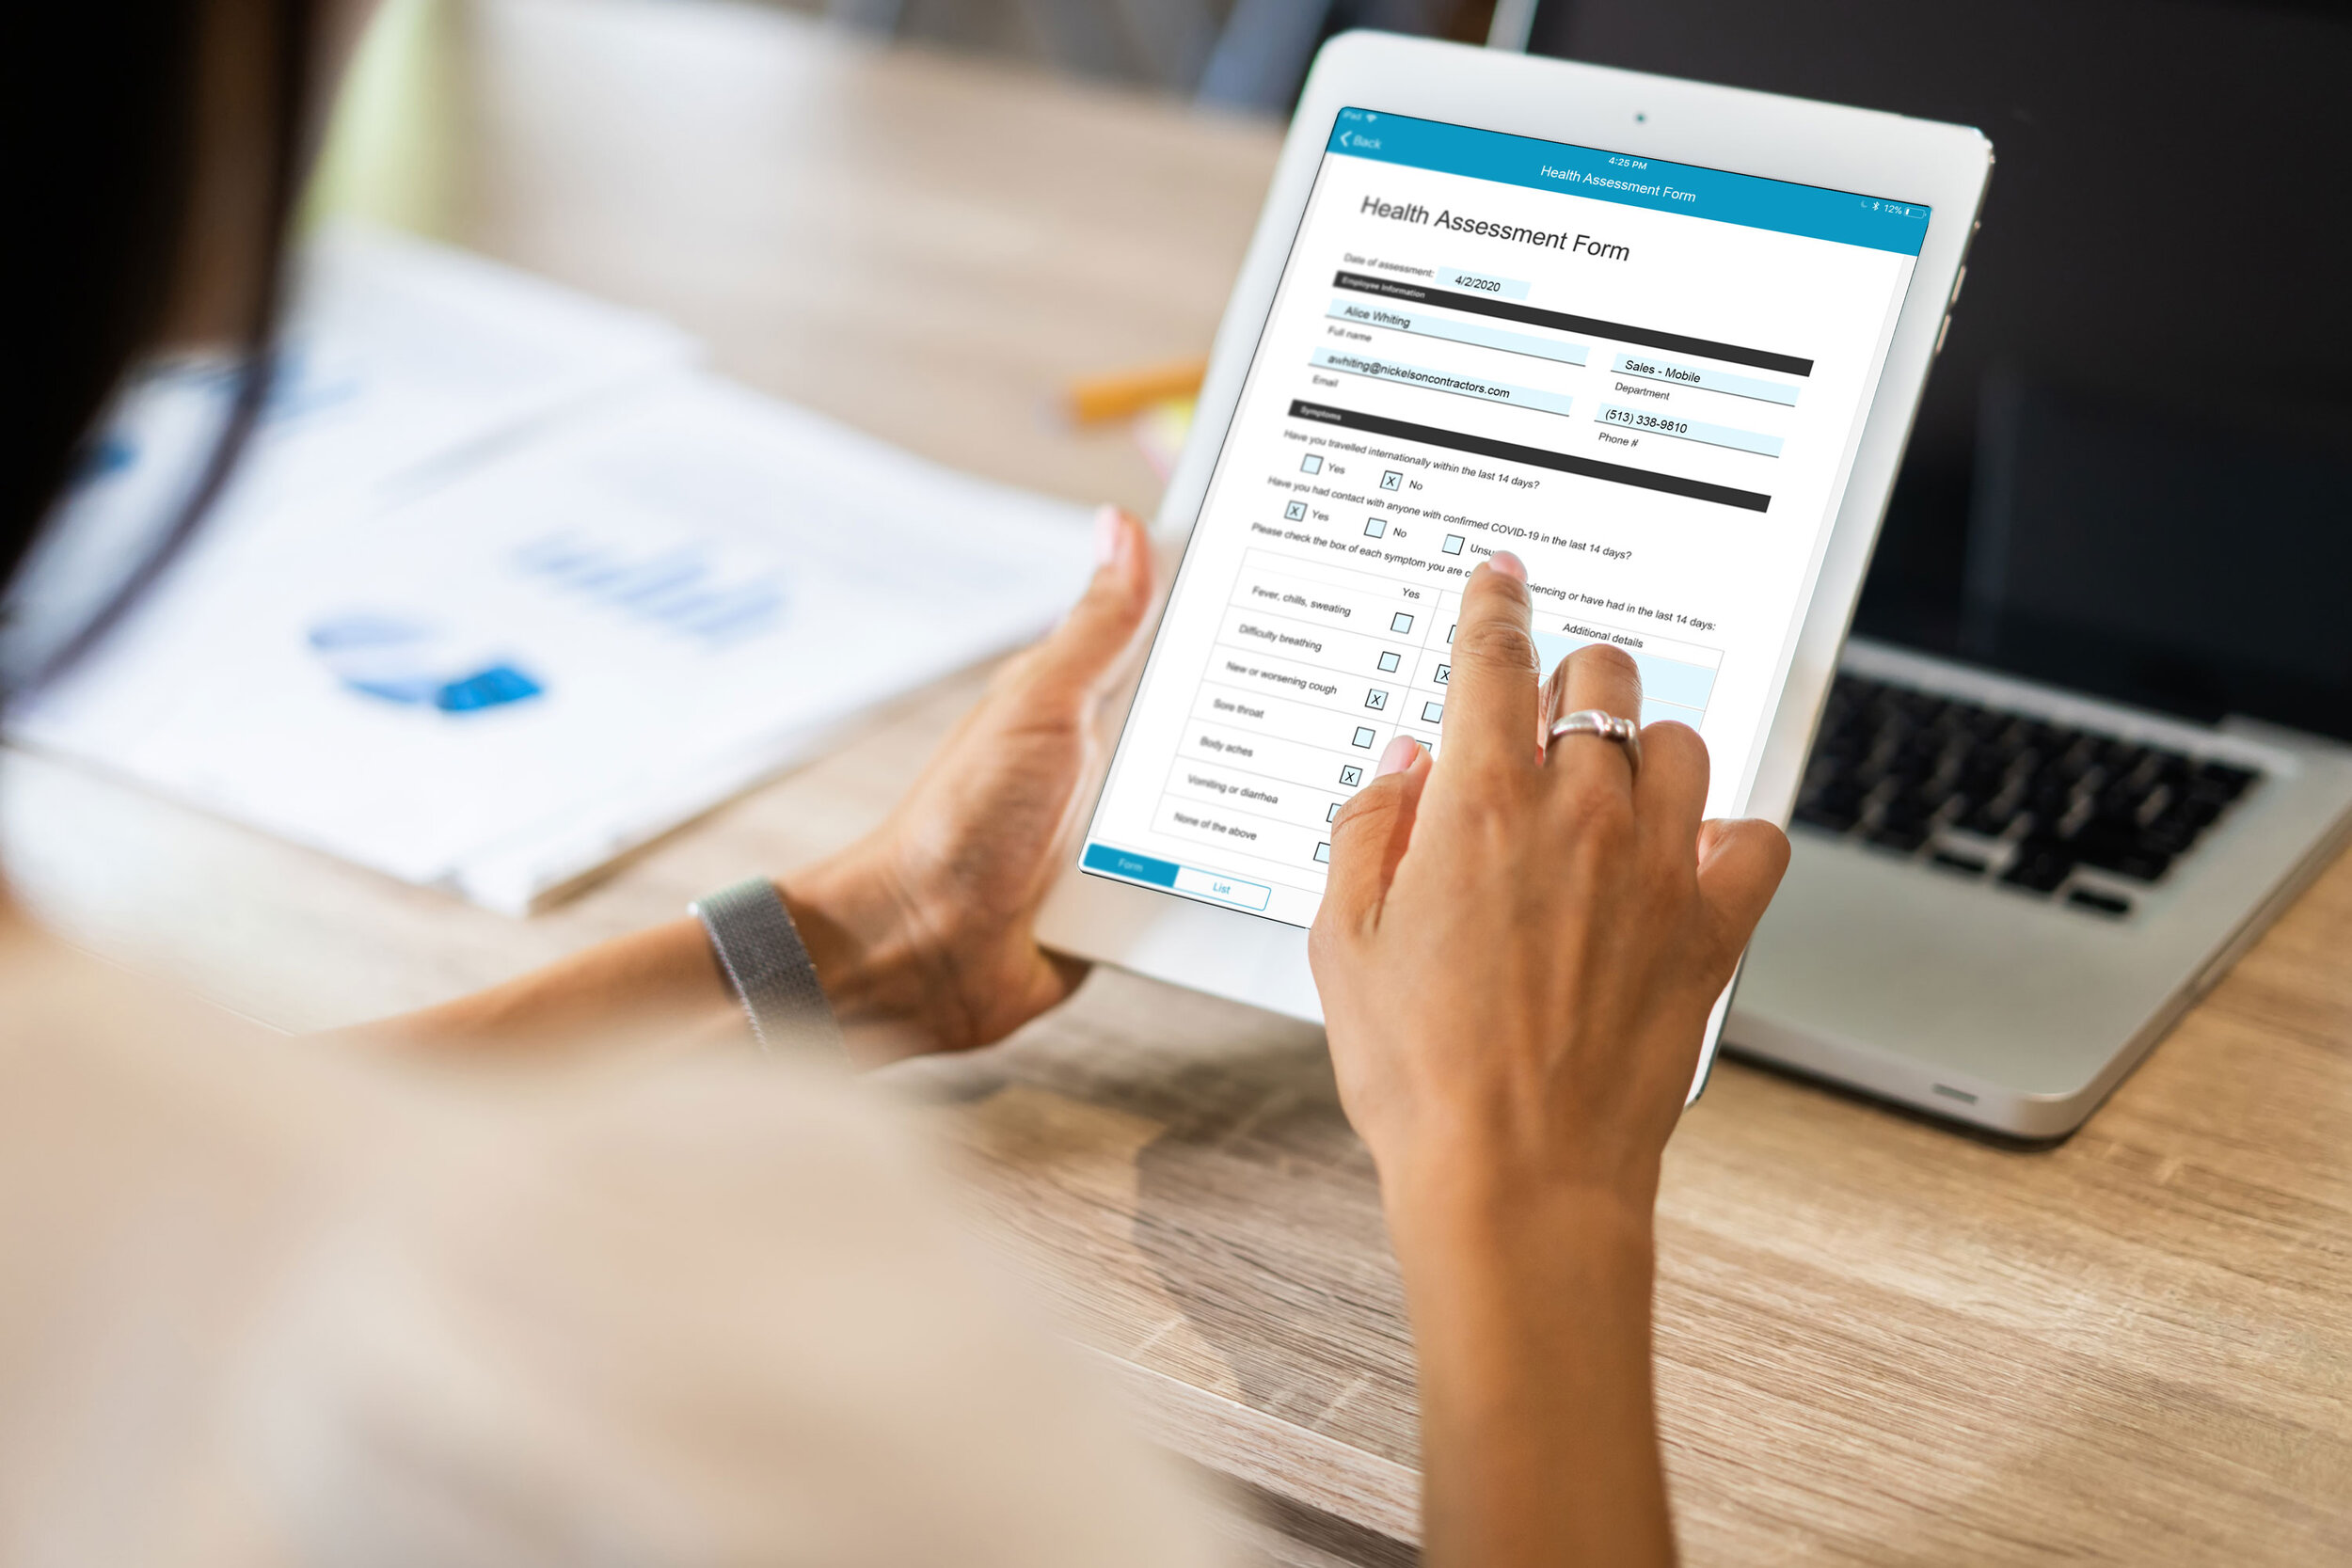 iPad
4:25 PM
12%
Back
Health Assessment Form
Health Assessment Form
Date of assessment: 4/2/2020
Employee Information
Alice Whiting
Full name
Sales - Mobile
Department
awhiting@nickelsoncontractors.com
Email
(513) 338-9810
Phone #
Symptoms
Have you travelled internationally within the last 14 days?
Yes X No
Have you had contact with anyone with confirmed COVID-19 in the last 14 days?
X Yes No
Please check the box of each symptom you are riencing or have had in the last 14 days:
Yes Additional details
Fever, chills, sweating
Difficulty breathing X
New or worsening cough X
Sore throat
Body aches X
Vomiting or diarrhea
None of the above
Form List